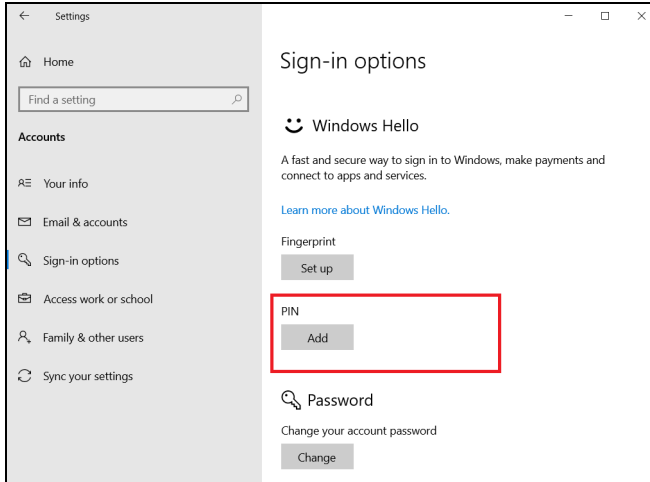 Settings
Home
Find a setting
Accounts
Your info
Email & accounts
Sign-in options
Access work or school
Family & other users
Sync your settings
Sign-in options
Windows Hello
A fast and secure way to sign in to Windows, make payments and
connect to apps and services.
Learn more about Windows Hello.
Fingerprint
Set up
PIN
Add
Password
Change your account password
Change